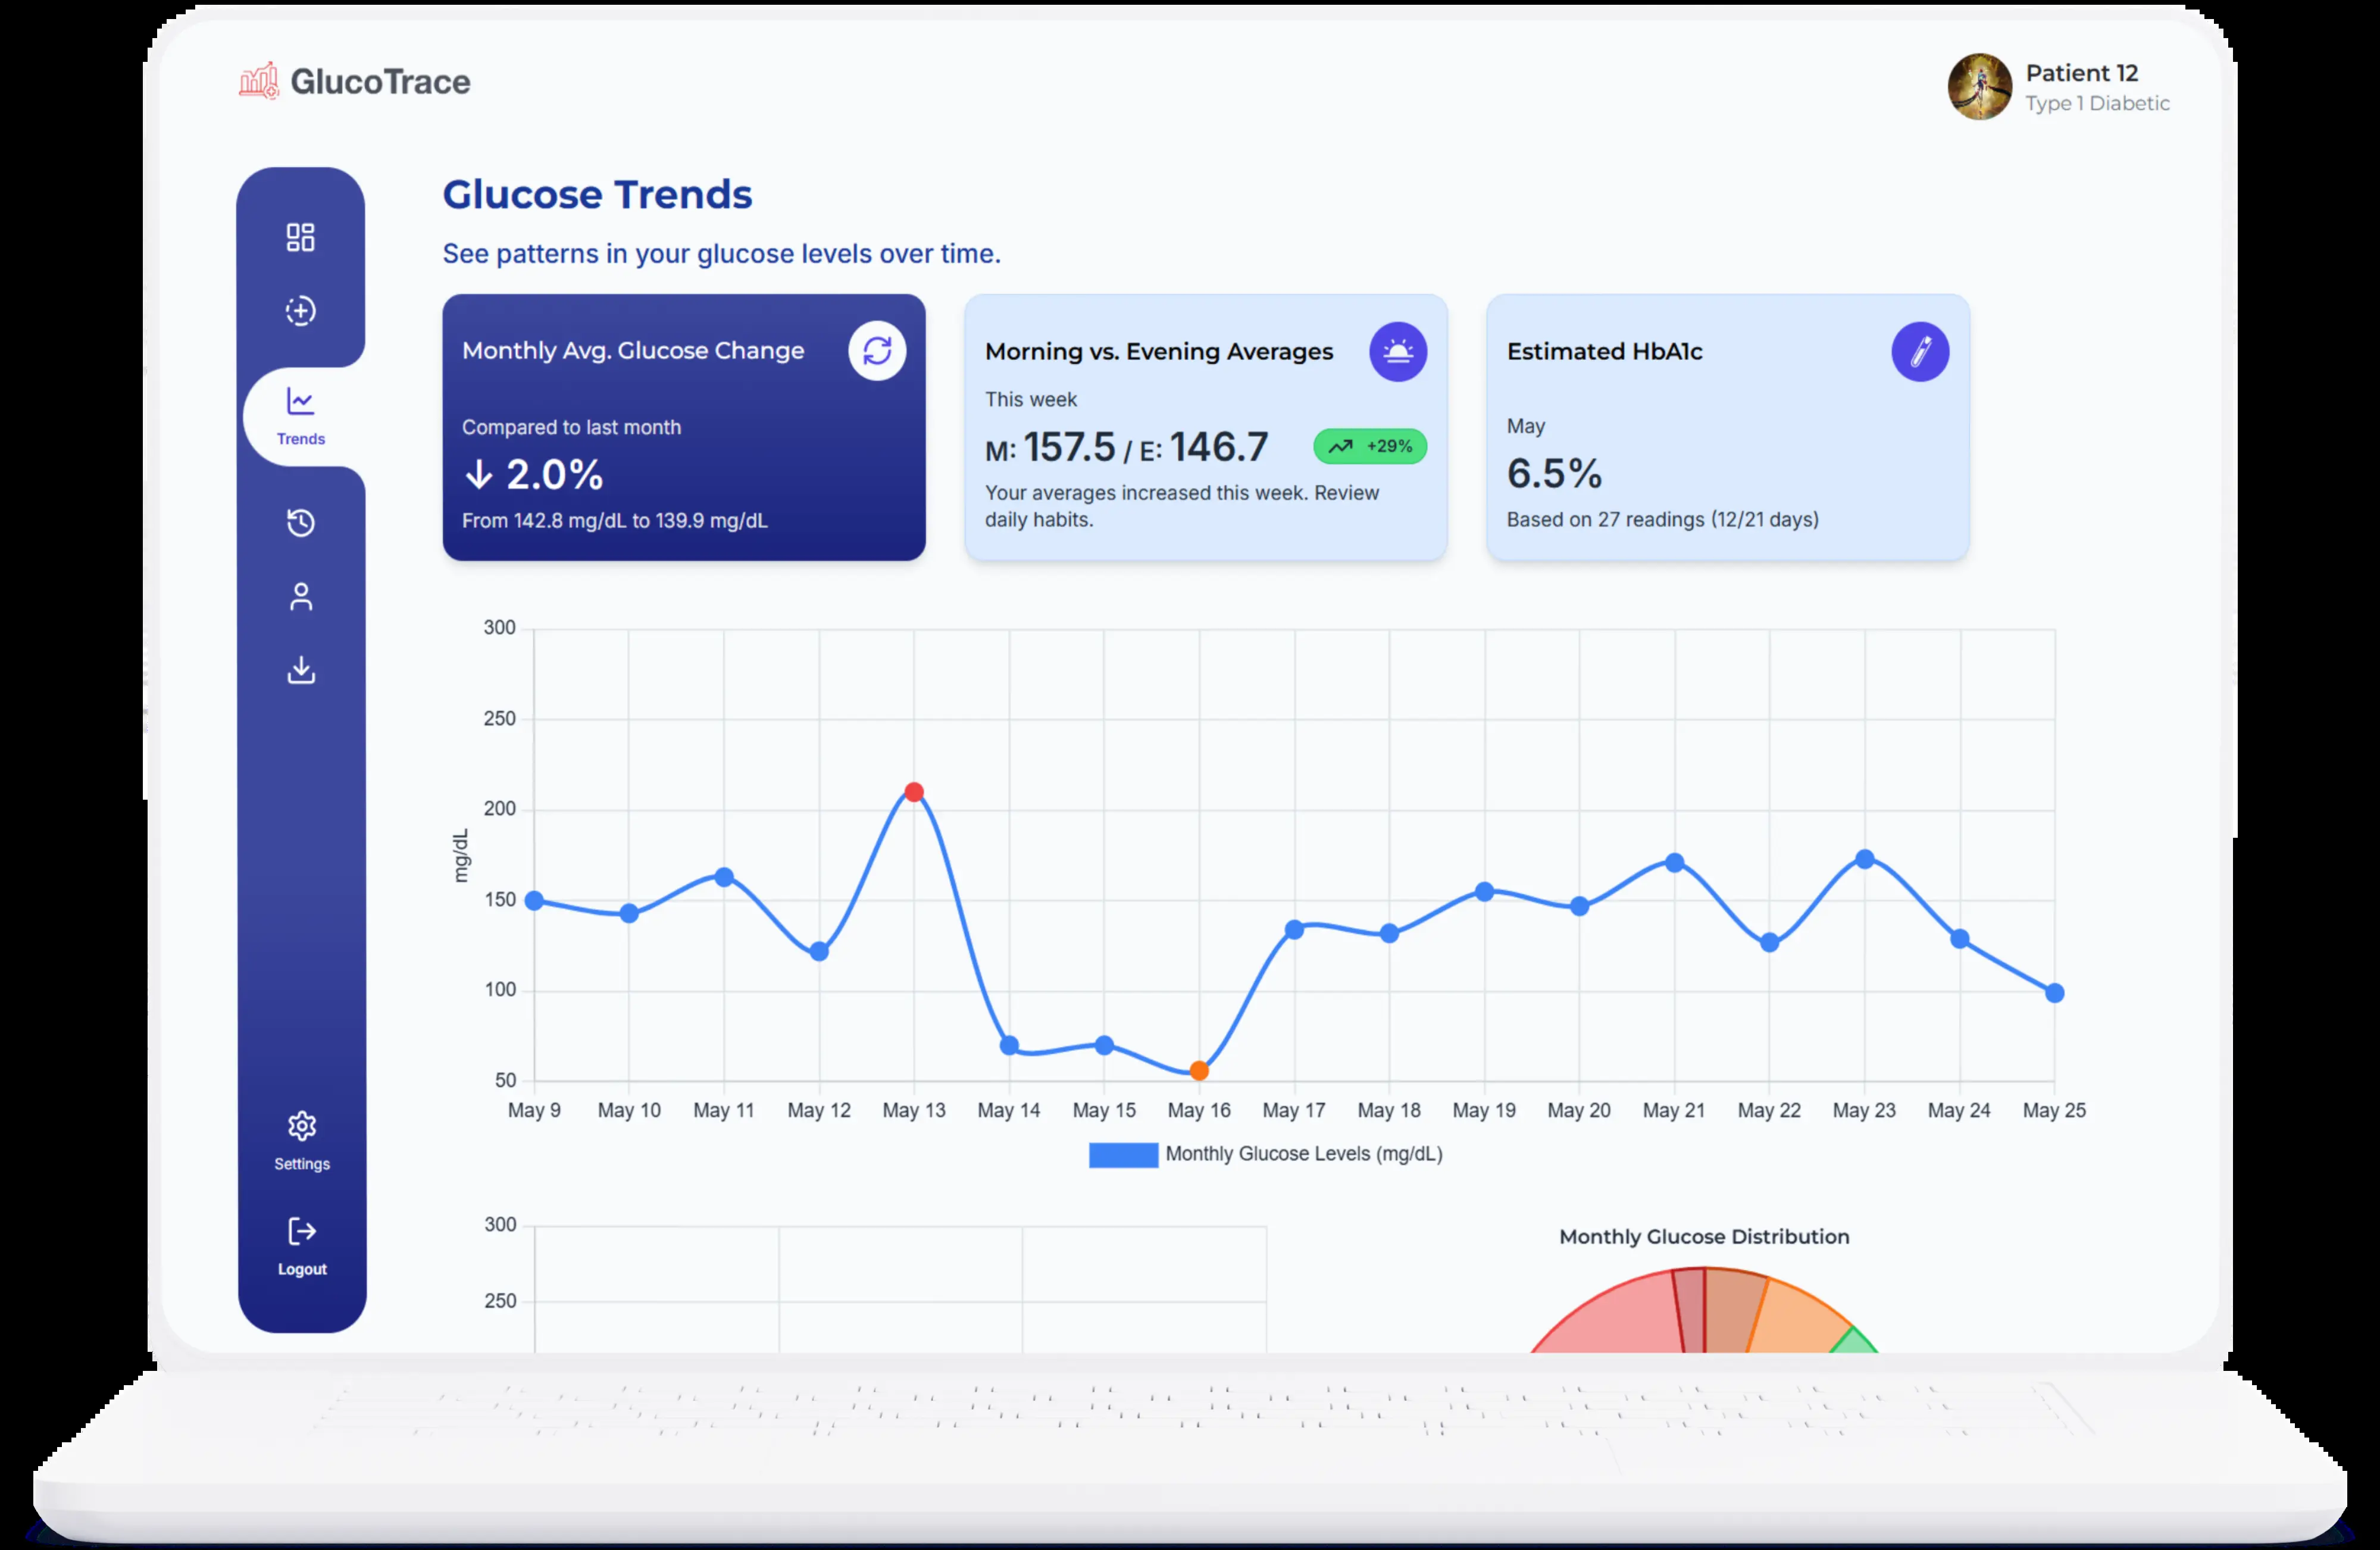 GlucoTrace
Patient 12
Type 1 Diabetic
Glucose Trends
See patterns in your glucose levels over time.
Monthly Avg. Glucose Change
Compared to last month
↓ 2.0%
From 142.8 mg/dL to 139.9 mg/dL
Morning vs. Evening Averages
This week
M: 157.5 / E: 146.7
+29%
Your averages increased this week. Review
daily habits.
Estimated HbA1c
May
6.5%
Based on 27 readings (12/21 days)
Trends
Settings
Logout
300
250
200
150
100
50
mg/dL
May 9 May 10 May 11 May 12 May 13 May 14 May 15 May 16 May 17 May 18 May 19 May 20 May 21 May 22 May 23 May 24 May 25
Monthly Glucose Levels (mg/dL)
300
250
Monthly Glucose Distribution